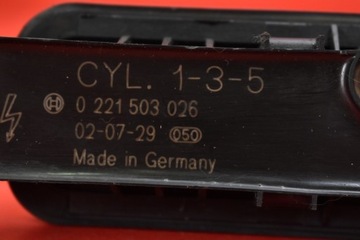 CYL. 1-3-5
0 221 503 026
02-07-29 050
Made in Germany